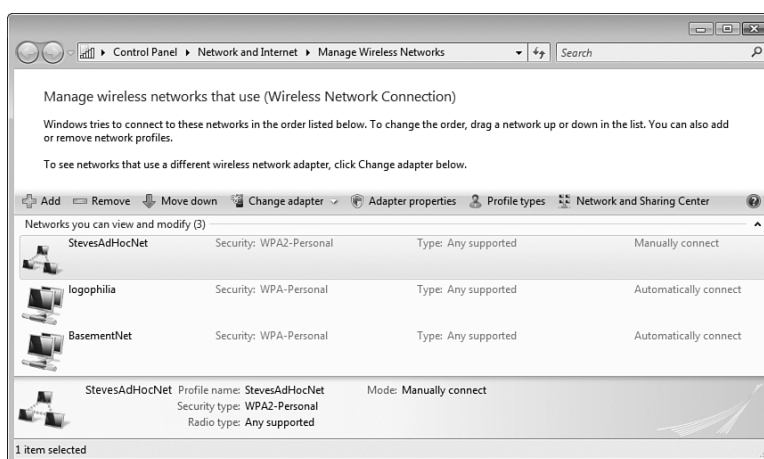 Control Panel Network and Internet Manage Wireless Networks Search
Manage wireless networks that use (Wireless Network Connection)
Windows tries to connect to these networks in the order listed below. To change the order, drag a network up or down in the list. You can also add
or remove network profiles.
To see networks that use a different wireless network adapter, click Change adapter below.
Add Remove Move down Change adapter Adapter properties Profile types Network and Sharing Center
Networks you can view and modify (3)
StevesAdHocNet Security: WPA2-Personal Type: Any supported Manually connect
logophilia Security: WPA-Personal Type: Any supported Automatically connect
BasementNet Security: WPA-Personal Type: Any supported Automatically connect
StevesAdHocNet Profile name: StevesAdHocNet Mode: Manually connect
Security type: WPA2-Personal
Radio type: Any supported
1 item selected